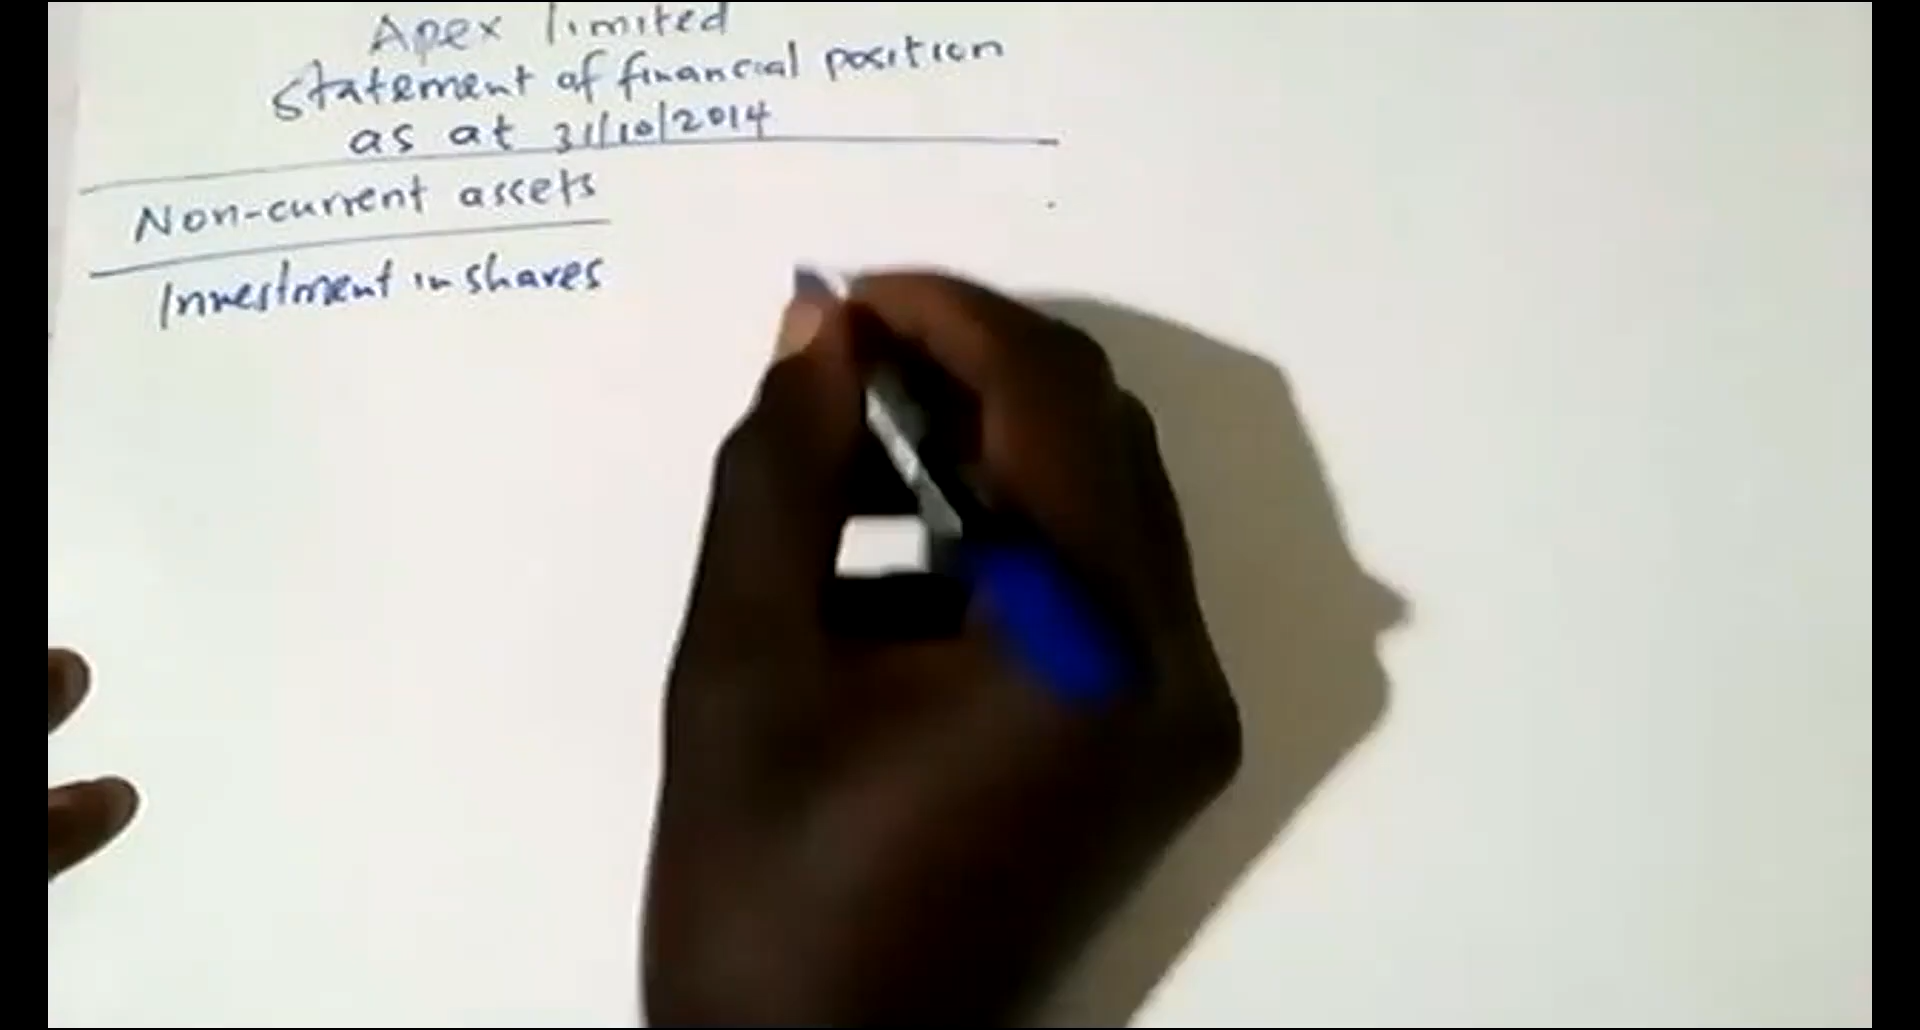 Apex limited
Statement of financial position
as at 31/10/2014
Non-current assets
Investment in shares